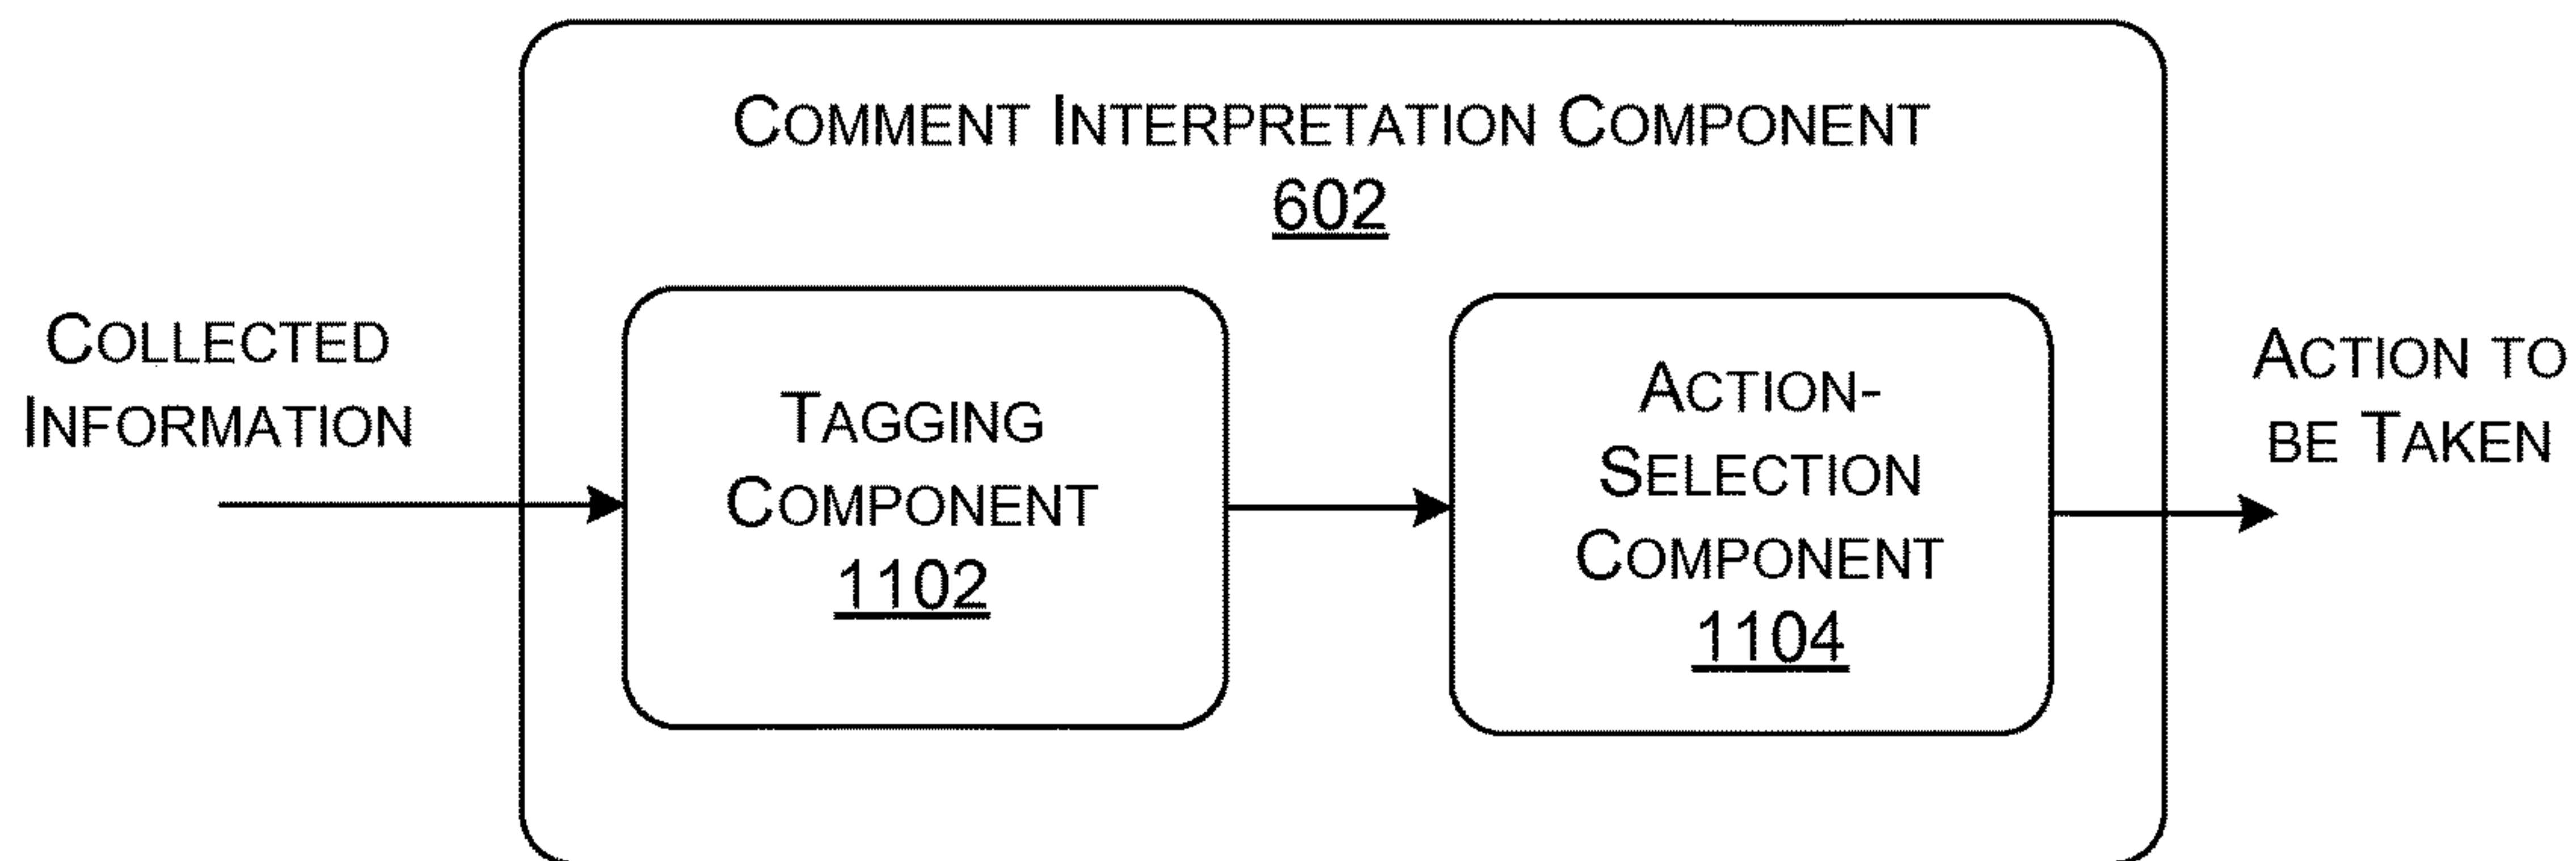 COMMENT INTERPRETATION COMPONENT
602
COLLECTED
INFORMATION
TAGGING
COMPONENT
1102
ACTION-
SELECTION
COMPONENT
1104
ACTION TO
BE TAKEN